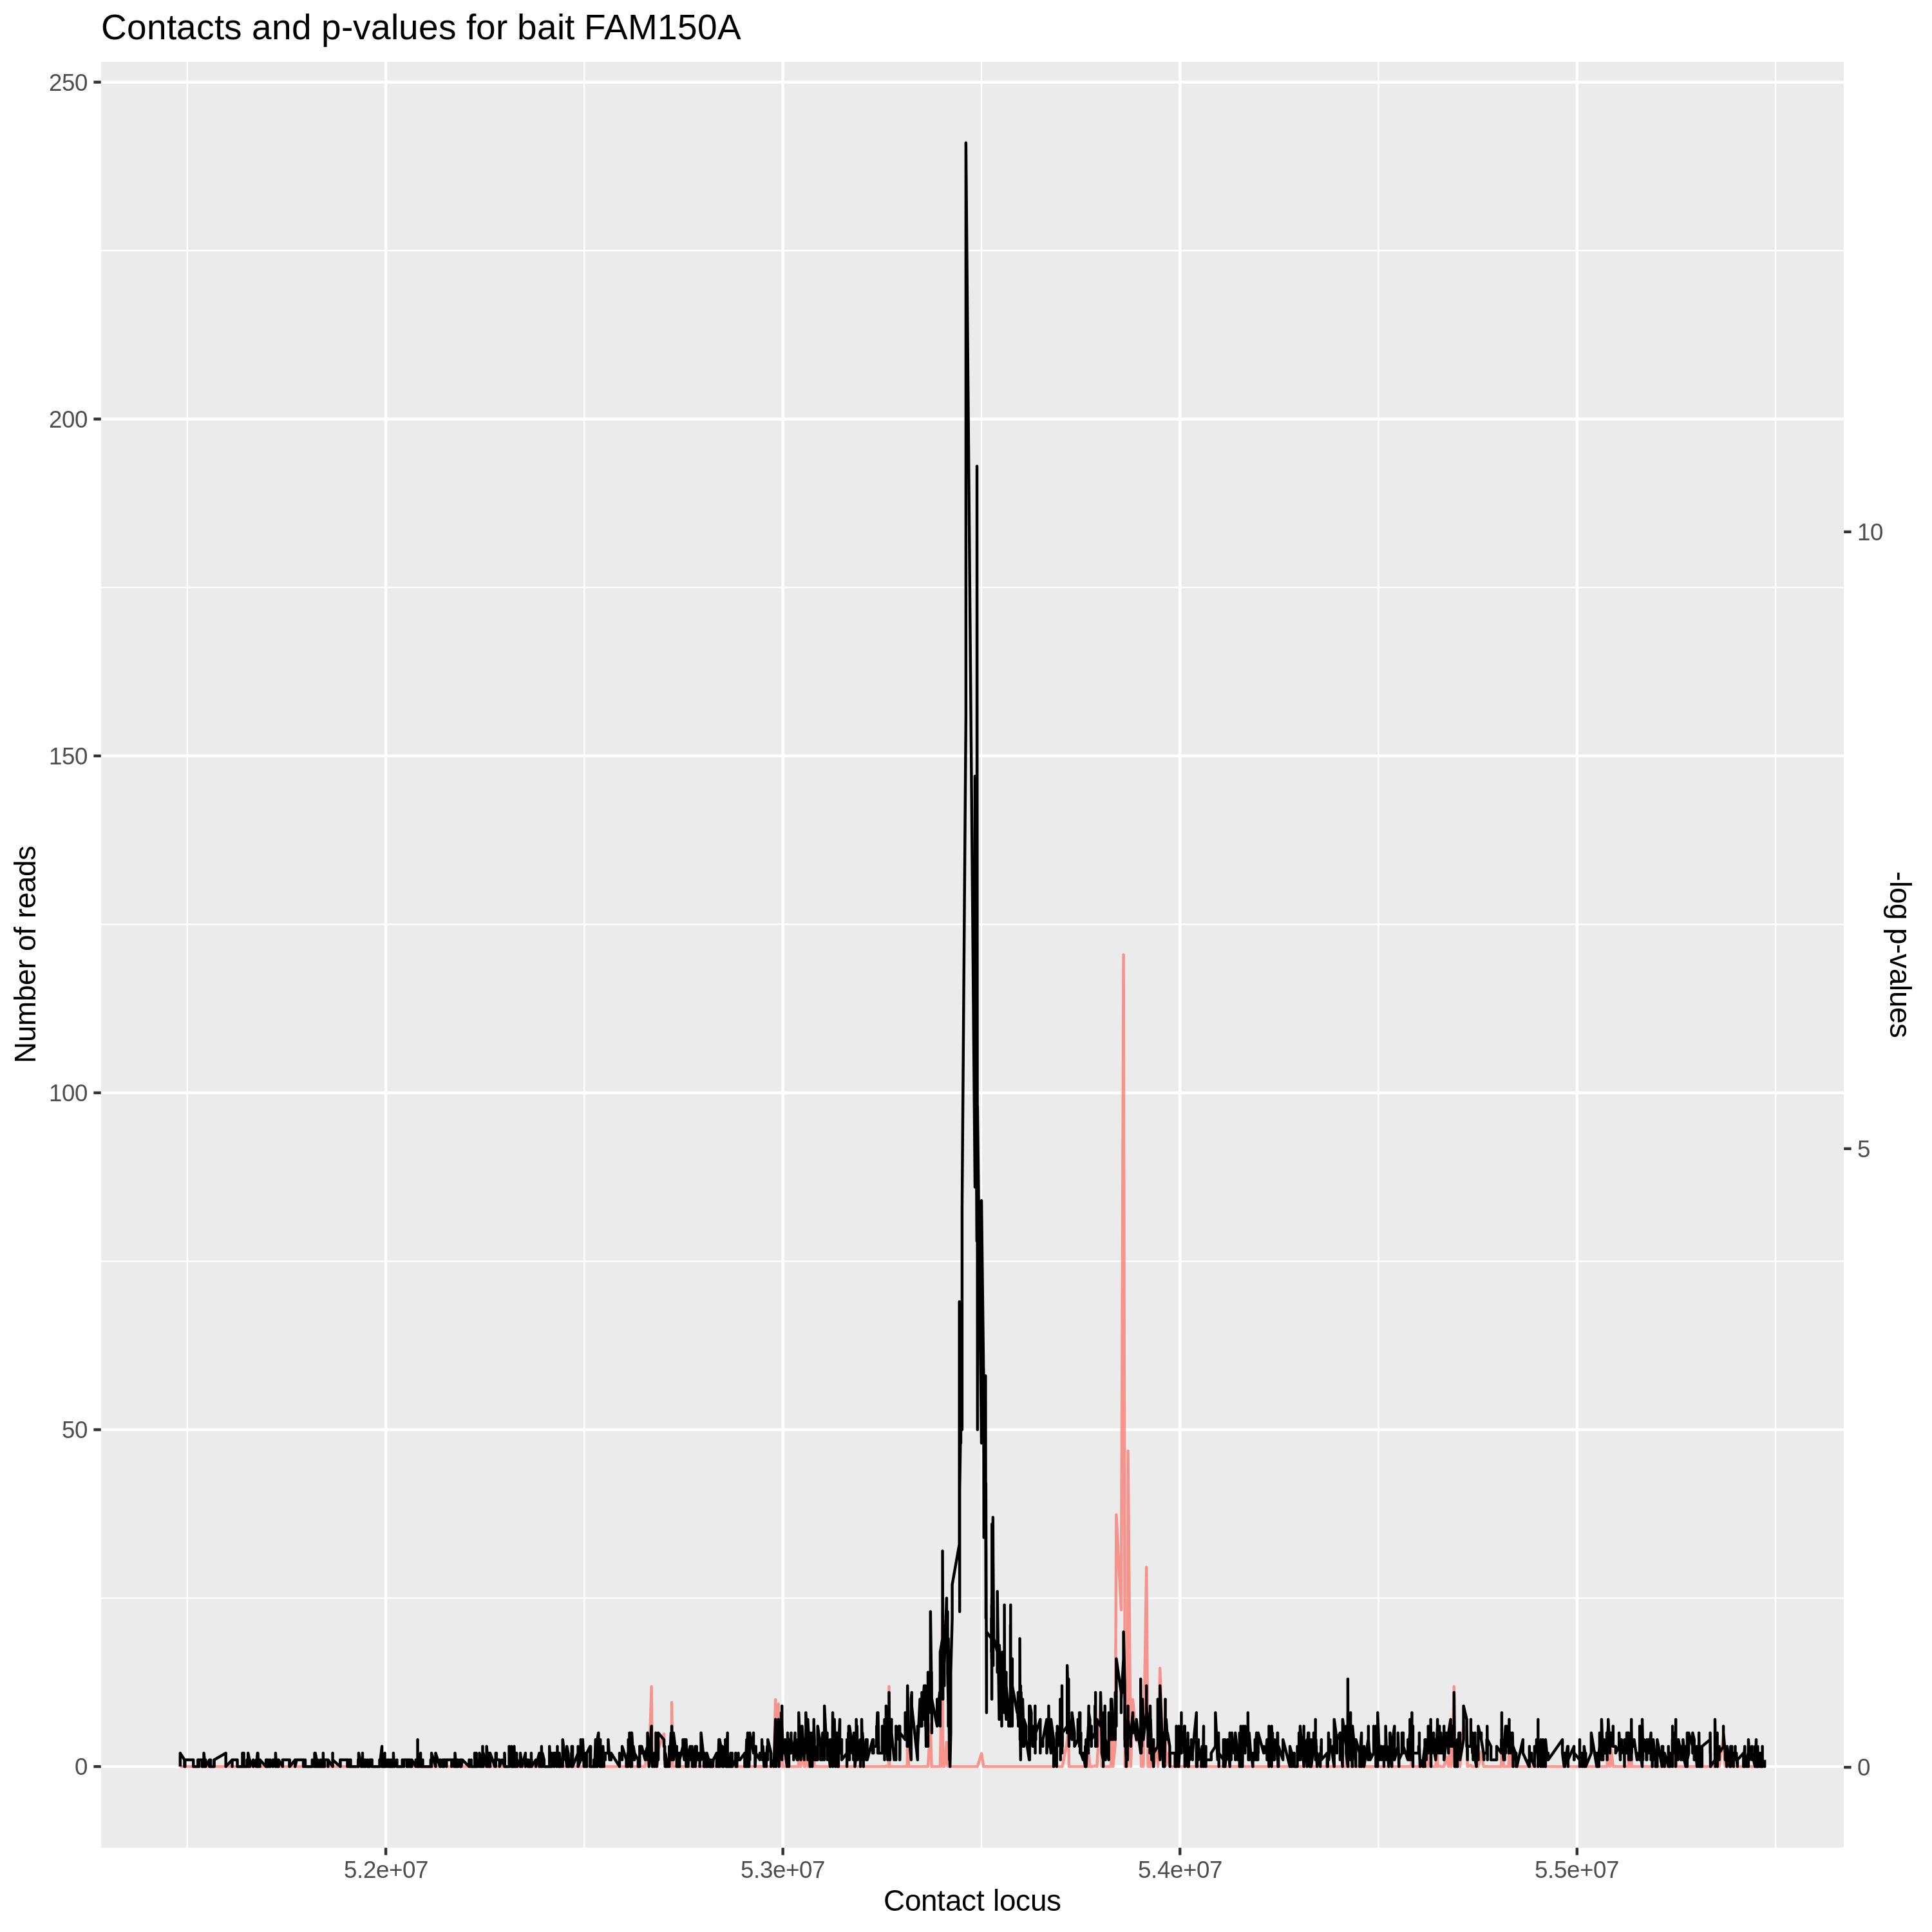 Contacts and p-values for bait FAM150A
250
200
150
100
50
0
Number of reads
10
5
0
-log p-values
5.2e+07
5.3e+07
5.4e+07
5.5e+07
Contact locus